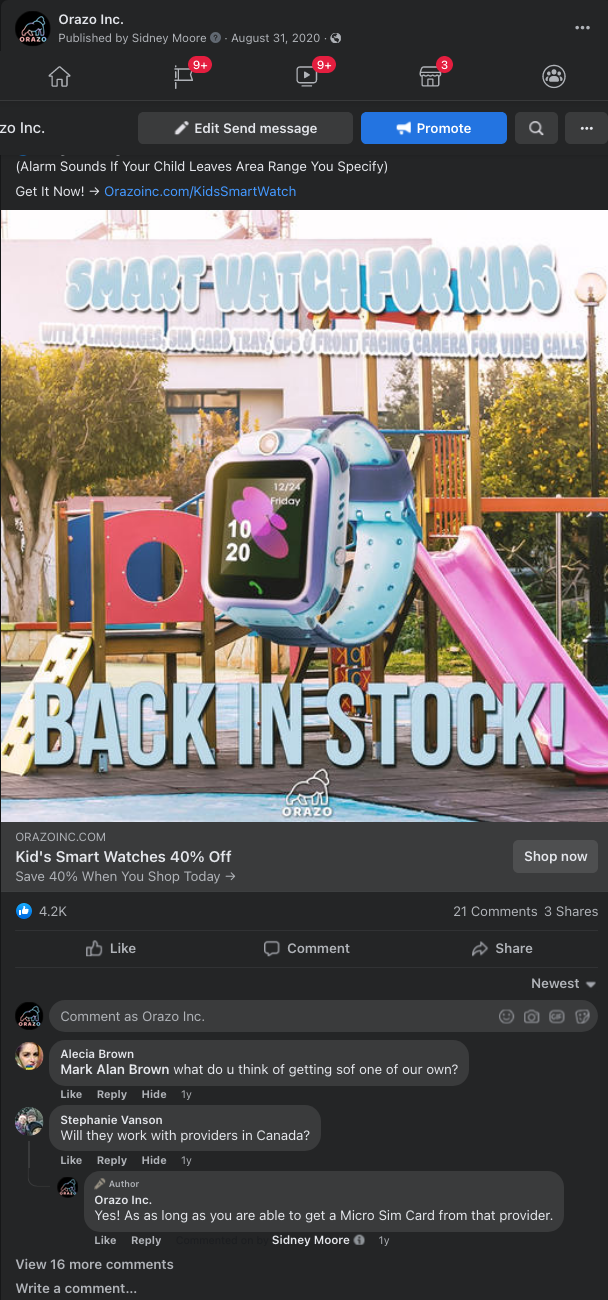 Orazo Inc.
Published by Sidney Moore · August 31, 2020 ·
9+
9+
3
zo Inc.
Edit Send message
Promote
(Alarm Sounds If Your Child Leaves Area Range You Specify)
Get It Now! → Orazoinc.com/KidsSmartWatch
SMART WATCH FOR KIDS
WITH 4 LANGUAGES, SIM CARD TRAY, GPS & FRONT FACING CAMERA FOR VIDEO CALLS
12/24
Friday
10
20
BACK IN STOCK!
ORAZO
ORAZOINC.COM
Kid's Smart Watches 40% Off
Save 40% When You Shop Today →
Shop now
4.2K
21 Comments 3 Shares
Like
Comment
Share
Newest
Comment as Orazo Inc.
GIF
Alecia Brown
Mark Alan Brown what do u think of getting sof one of our own?
Like Reply Hide 1y
Stephanie Vanson
Will they work with providers in Canada?
Like Reply Hide 1y
Author
Orazo Inc.
Yes! As as long as you are able to get a Micro Sim Card from that provider.
Like Reply Commented on by Sidney Moore 1y
View 16 more comments
Write a comment...